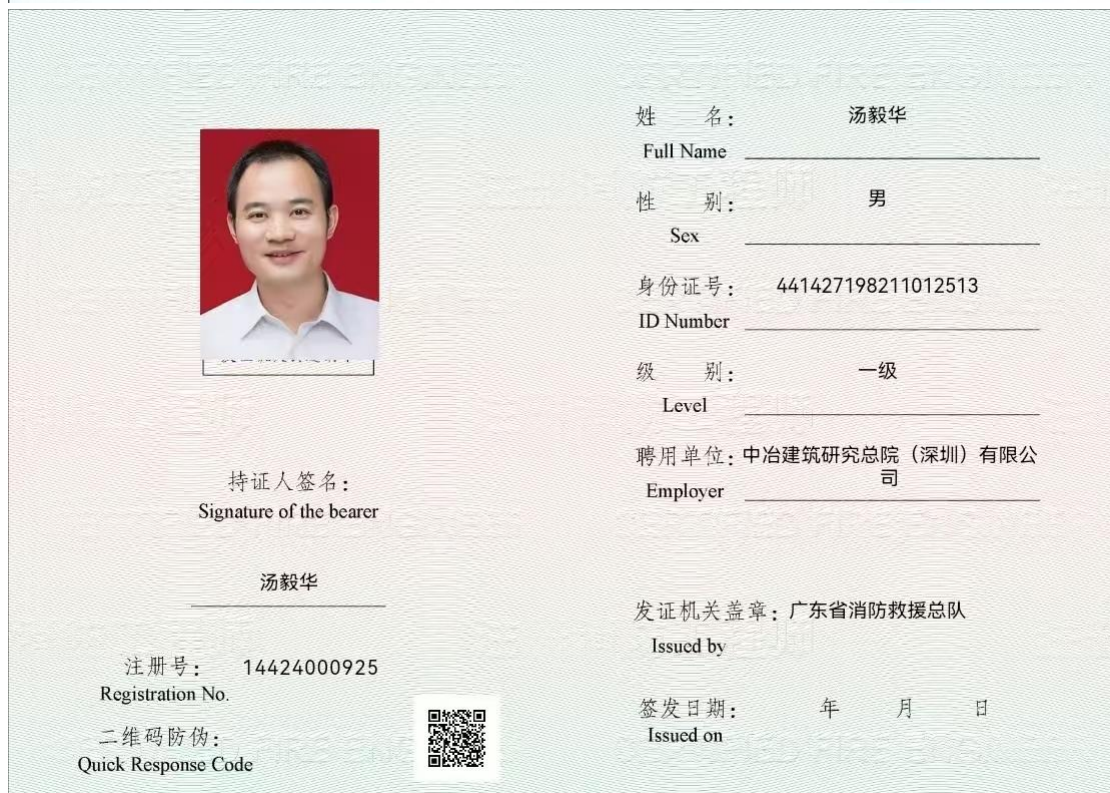 持证人签名：
Signature of the bearer
汤毅华
注册号： 14424000925
Registration No.
二维码防伪：
Quick Response Code
姓 名： 汤毅华
Full Name
性 别： 男
Sex
身份证号： 441427198211012513
ID Number
级 别： 一级
Level
聘用单位：中冶建筑研究总院（深圳）有限公
司
Employer
发证机关盖章：广东省消防救援总队
Issued by
签发日期： 年 月 日
Issued on